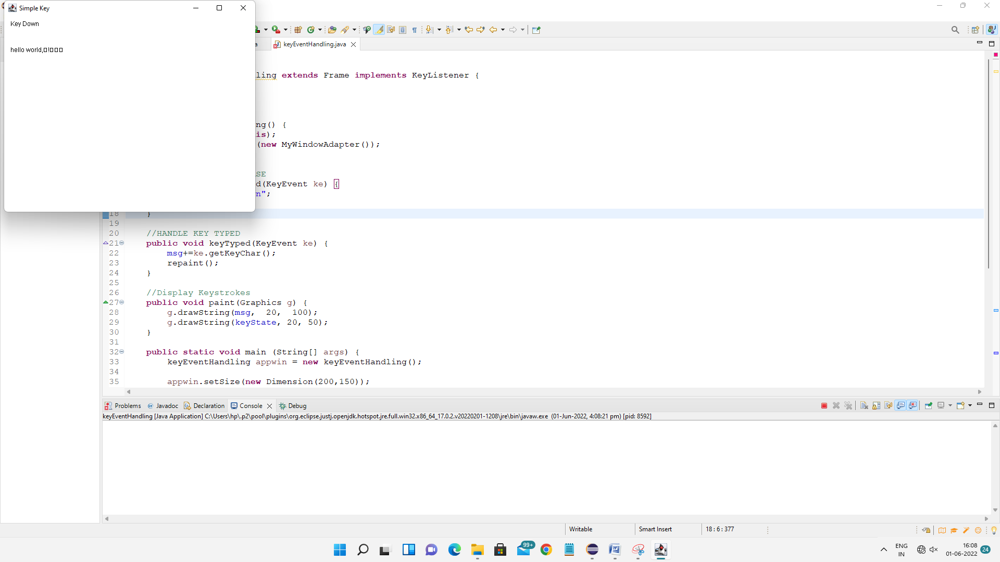 Simple Key
Key Down
hello world,▯!▯▯▯
a
keyEventHandling.java
ling extends Frame implements KeyListener {
ng() {
is);
(new MyWindowAdapter());
SE
d(KeyEvent ke) {
n";
18 }
19
20 //HANDLE KEY TYPED
21 public void keyTyped(KeyEvent ke) {
22 msg+=ke.getKeyChar();
23 repaint();
24 }
25
26 //Display Keystrokes
27 public void paint(Graphics g) {
28 g.drawString(msg, 20, 100);
29 g.drawString(keyState, 20, 50);
30 }
31
32 public static void main (String[] args) {
33 keyEventHandling appwin = new keyEventHandling();
34
35 appwin.setSize(new Dimension(200,150));
Problems @ Javadoc Declaration Console Debug
keyEventHandling [Java Application] C:\Users\hp\.p2\pool\plugins\org.eclipse.justj.openjdk.hotspot.jre.full.win32.x86_64_17.0.2.v20220201-1208\jre\bin\javaw.exe (01-Jun-2022, 4:08:21 pm) [pid: 8592]
Writable Smart Insert 18 : 6 : 377
99+
ENG
IN
16:08
01-06-2022
24